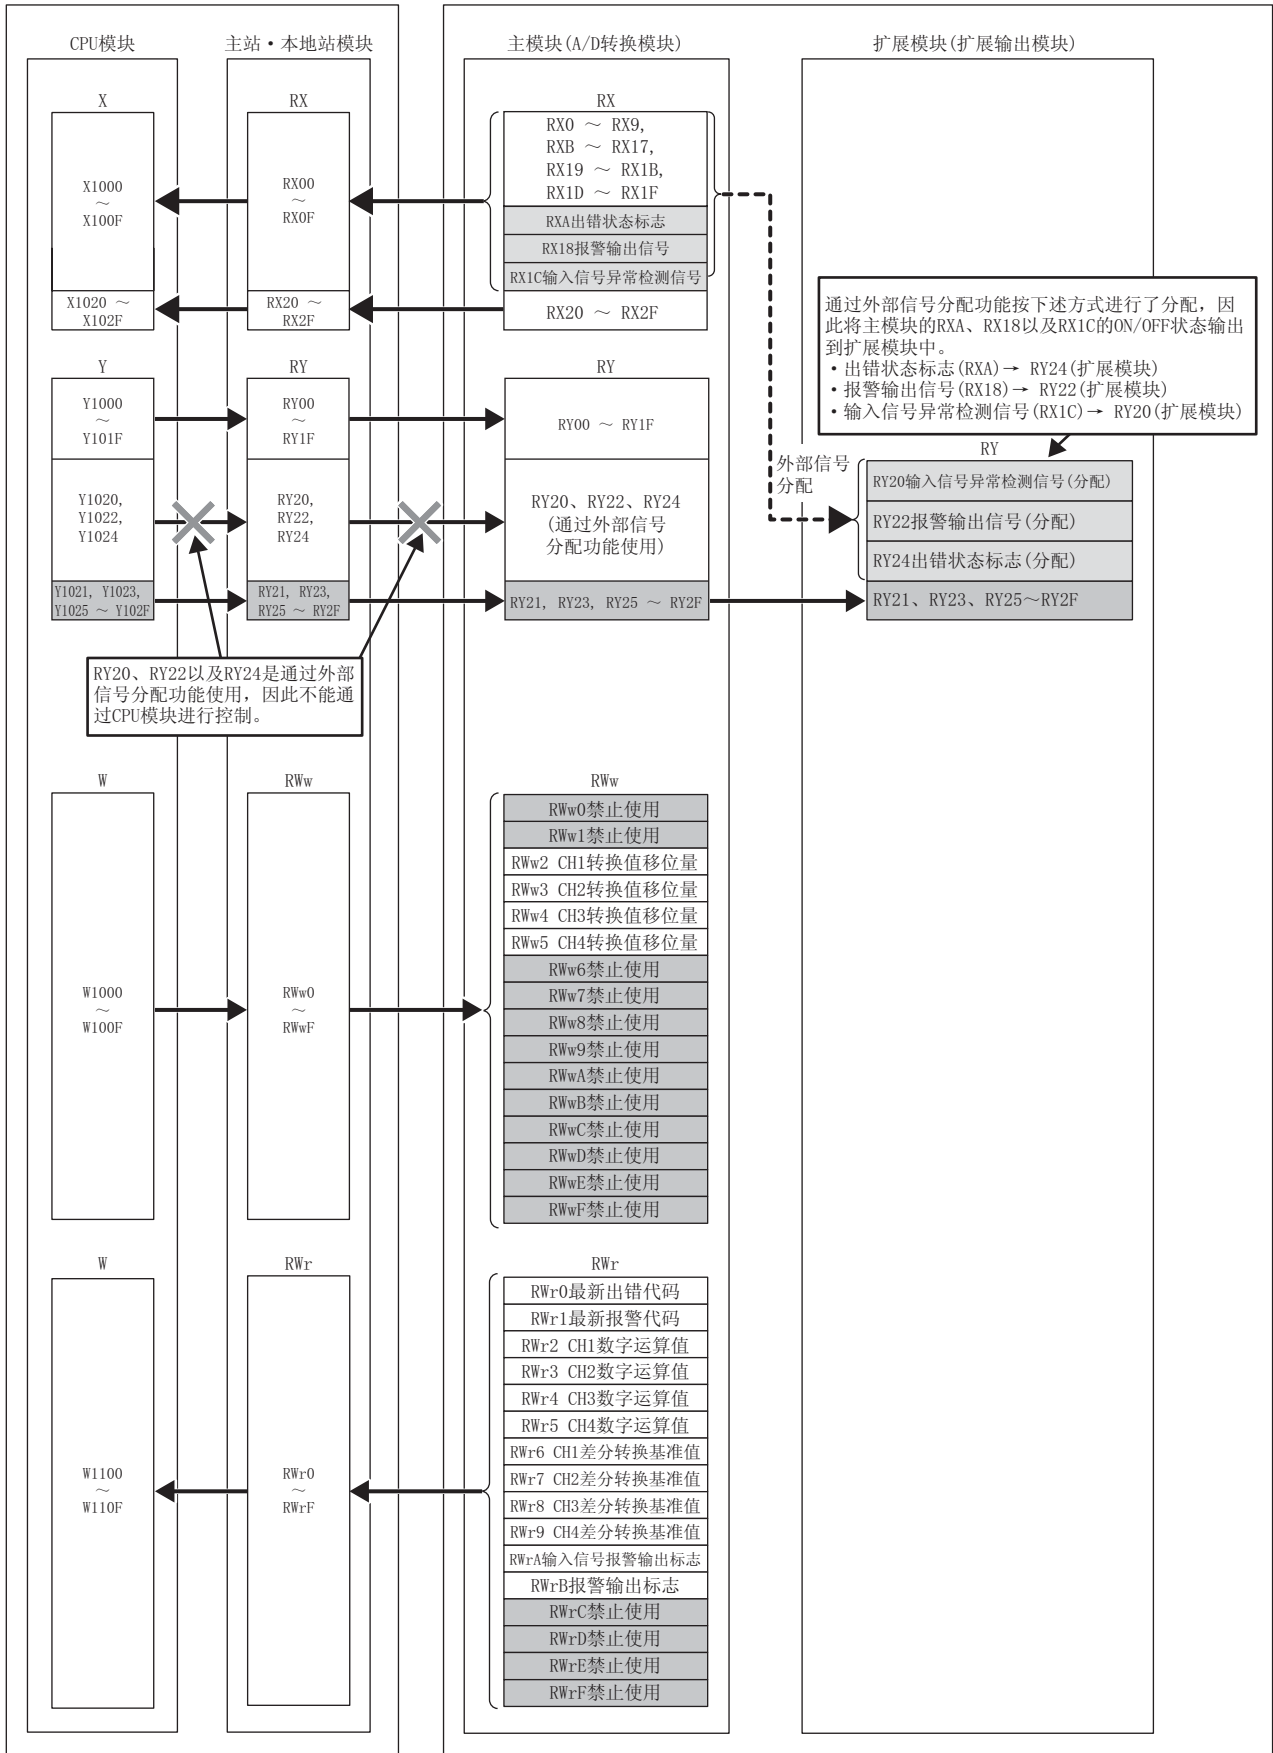 CPU模块
主站・本地站模块
主模块(A/D转换模块)
扩展模块(扩展输出模块)
X
RX
RX
X1000
～
X100F
RX00
～
RX0F
RX0 ～ RX9,
RXB ～ RX17,
RX19 ～ RX1B,
RX1D ～ RX1F
RXA出错状态标志
RX18报警输出信号
RX1C输入信号异常检测信号
X1020 ～
X102F
RX20 ～
RX2F
RX20 ～ RX2F
通过外部信号分配功能按下述方式进行了分配，因
此将主模块的RXA、RX18以及RX1C的ON/OFF状态输出
到扩展模块中。
・出错状态标志(RXA)→ RY24(扩展模块)
・报警输出信号(RX18)→ RY22(扩展模块)
・输入信号异常检测信号(RX1C)→ RY20(扩展模块)
Y
RY
RY
Y1000
～
Y101F
RY00
～
RY1F
RY00 ～ RY1F
外部信号
分配
RY
Y1020,
Y1022,
Y1024
RY20,
RY22,
RY24
RY20、RY22、RY24
(通过外部信号
分配功能使用)
RY20输入信号异常检测信号(分配)
RY22报警输出信号(分配)
RY24出错状态标志(分配)
Y1021, Y1023,
Y1025 ～ Y102F
RY21, RY23,
RY25 ～ RY2F
RY21, RY23, RY25 ～ RY2F
RY21、RY23、RY25～RY2F
RY20、RY22以及RY24是通过外部
信号分配功能使用，因此不能通
过CPU模块进行控制。
W
RWw
RWw
W1000
～
W100F
RWw0
～
RWwF
RWw0禁止使用
RWw1禁止使用
RWw2 CH1转换值移位量
RWw3 CH2转换值移位量
RWw4 CH3转换值移位量
RWw5 CH4转换值移位量
RWw6禁止使用
RWw7禁止使用
RWw8禁止使用
RWw9禁止使用
RWwA禁止使用
RWwB禁止使用
RWwC禁止使用
RWwD禁止使用
RWwE禁止使用
RWwF禁止使用
W
RWr
RWr
W1100
～
W110F
RWr0
～
RWrF
RWr0最新出错代码
RWr1最新报警代码
RWr2 CH1数字运算值
RWr3 CH2数字运算值
RWr4 CH3数字运算值
RWr5 CH4数字运算值
RWr6 CH1差分转换基准值
RWr7 CH2差分转换基准值
RWr8 CH3差分转换基准值
RWr9 CH4差分转换基准值
RWrA输入信号报警输出标志
RWrB报警输出标志
RWrC禁止使用
RWrD禁止使用
RWrE禁止使用
RWrF禁止使用